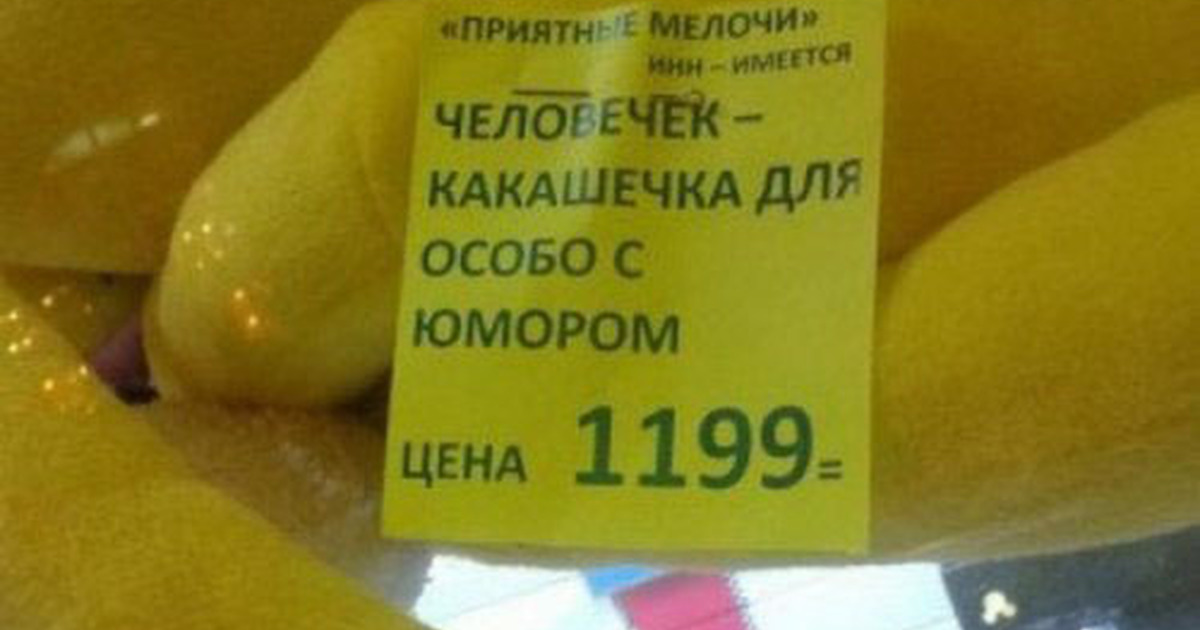 «ПРИЯТНЫЕ МЕЛОЧИ»
ИНН – ИМЕЕТСЯ
ЧЕЛОВЕЧЕК –
КАКАШЕЧКА ДЛЯ
ОСОБО С
ЮМОРОМ
ЦЕНА 1199=